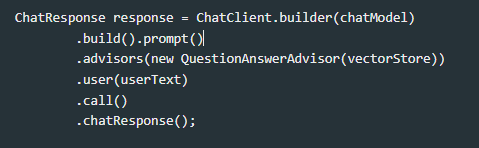 ChatResponse response = ChatClient.builder(chatModel)
        .build().prompt()
        .advisors(new QuestionAnswerAdvisor(vectorStore))
        .user(userText)
        .call()
        .chatResponse();